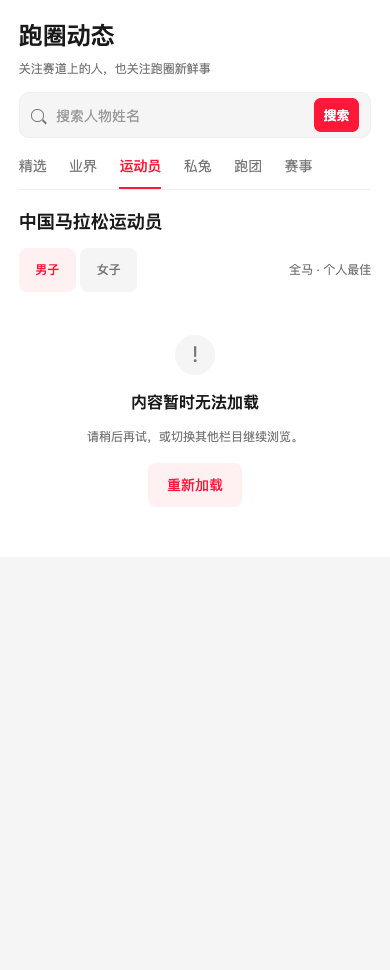 跑圈动态
关注赛道上的人，也关注跑圈新鲜事
搜索人物姓名
搜索
精选 业界 运动员 私兔 跑团 赛事
中国马拉松运动员
男子 女子 全马 · 个人最佳
!
内容暂时无法加载
请稍后再试，或切换其他栏目继续浏览。
重新加载